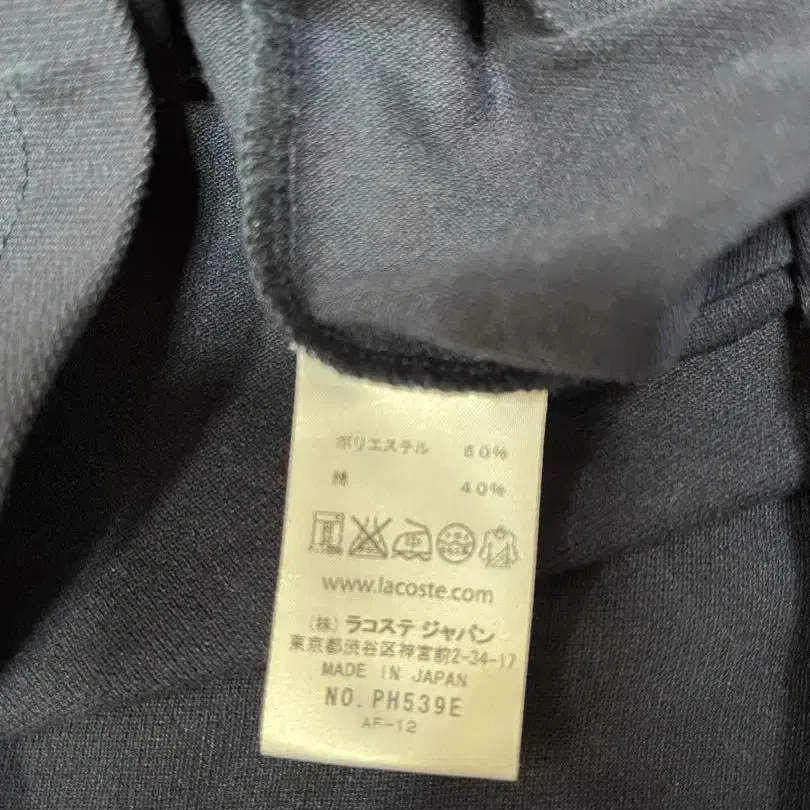 ポリエステル 60%
綿 40%
www.lacoste.com
(株) ラコステ ジャパン
東京都渋谷区神宮前2-34-17
MADE IN JAPAN
NO. PH539E
AF-12